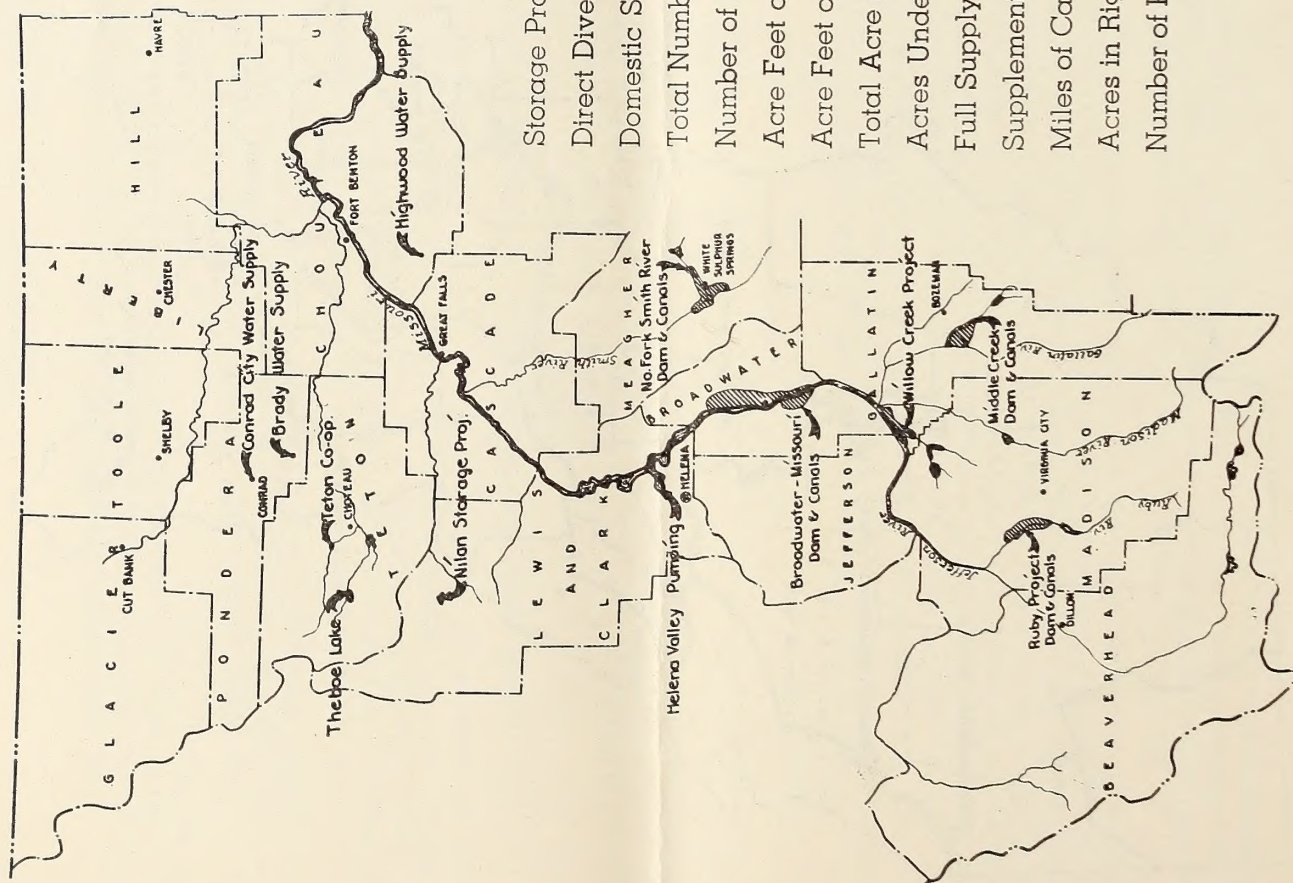 HAVRE
HILL
LIBERTY
CHESTER
TOOLE
SHELBY
GLACIER
CUT BANK
PONDERA
CONRAD
Conrad City Water Supply
Brady Water Supply
CHOUTEAU
River
FORT BENTON
Highwood Water Supply
Missouri
GREAT FALLS
Teton Co-op.
CHOTEAU
TETON
Theboe Lake
Nilan Storage Proj.
CASCADE
Smith River
LEWIS
AND
CLARK
MEAGHER
No. Fork Smith River
Dam & Canals
WHITE
SULPHUR
SPRINGS
BROADWATER
HELENA
Helena Valley Pumping
Broadwater-Missouri
Dam & Canals
JEFFERSON
GALLATIN
Willow Creek Project
BOZEMAN
Middle Creek
Dam & Canals
Gallatin Riv
Jefferson
River
VIRGINIA CITY
Madison River
MADISON
Ruby Project
Dam & Canals
DILLON
Ruby
Riv
BEAVERHEAD
Storage Pro
Direct Dive
Domestic S
Total Numb
Number of
Acre Feet o
Acre Feet o
Total Acre
Acres Unde
Full Supply
Supplemen
Miles of Ca
Acres in Rig
Number of